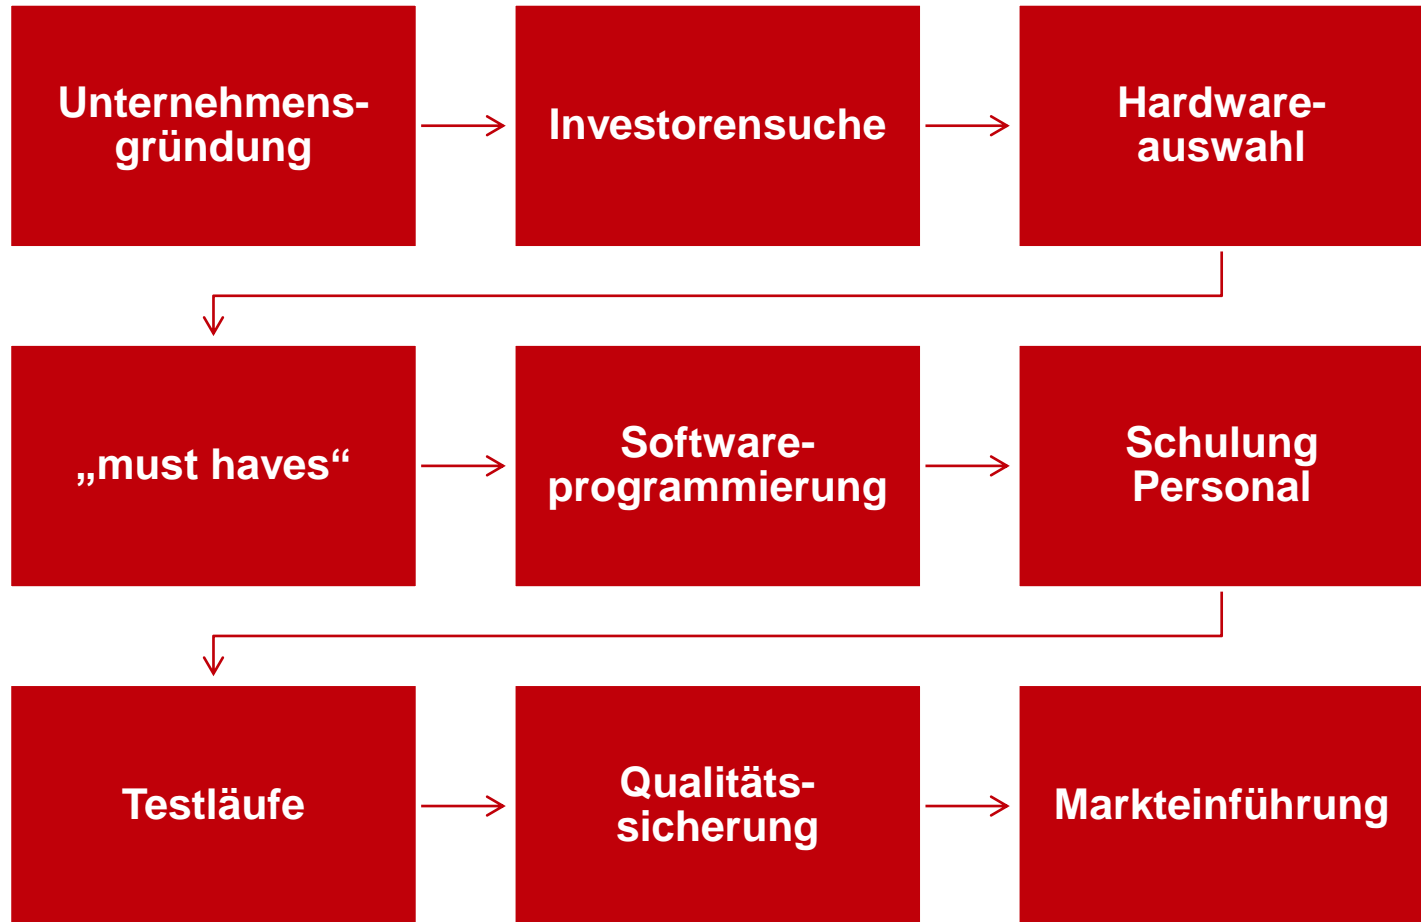 Unternehmens-
gründung
Investorensuche
Hardware-
auswahl
„must haves“
Software-
programmierung
Schulung
Personal
Testläufe
Qualitäts-
sicherung
Markteinführung